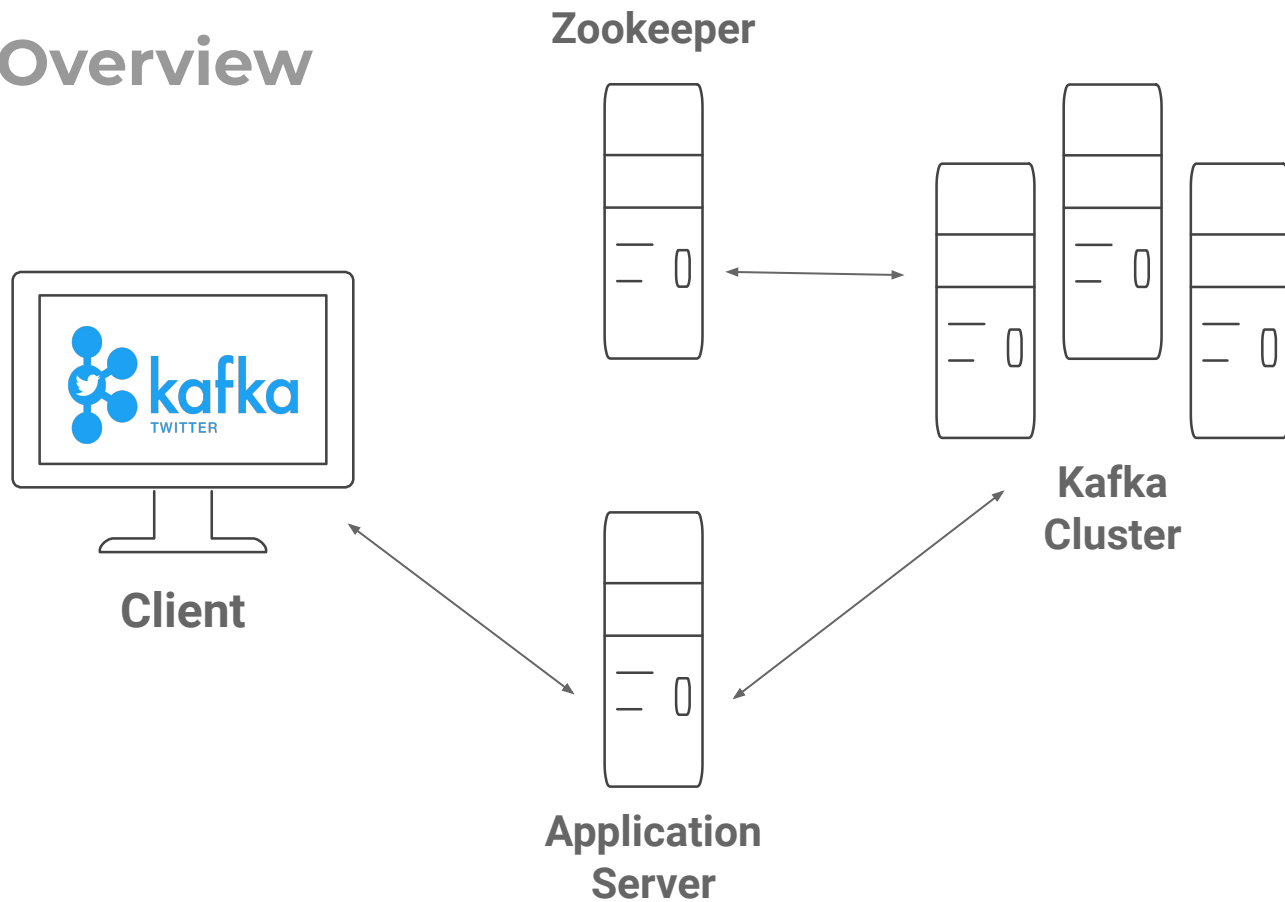 Overview
Zookeeper
kafka
TWITTER
Client
Kafka
Cluster
Application
Server